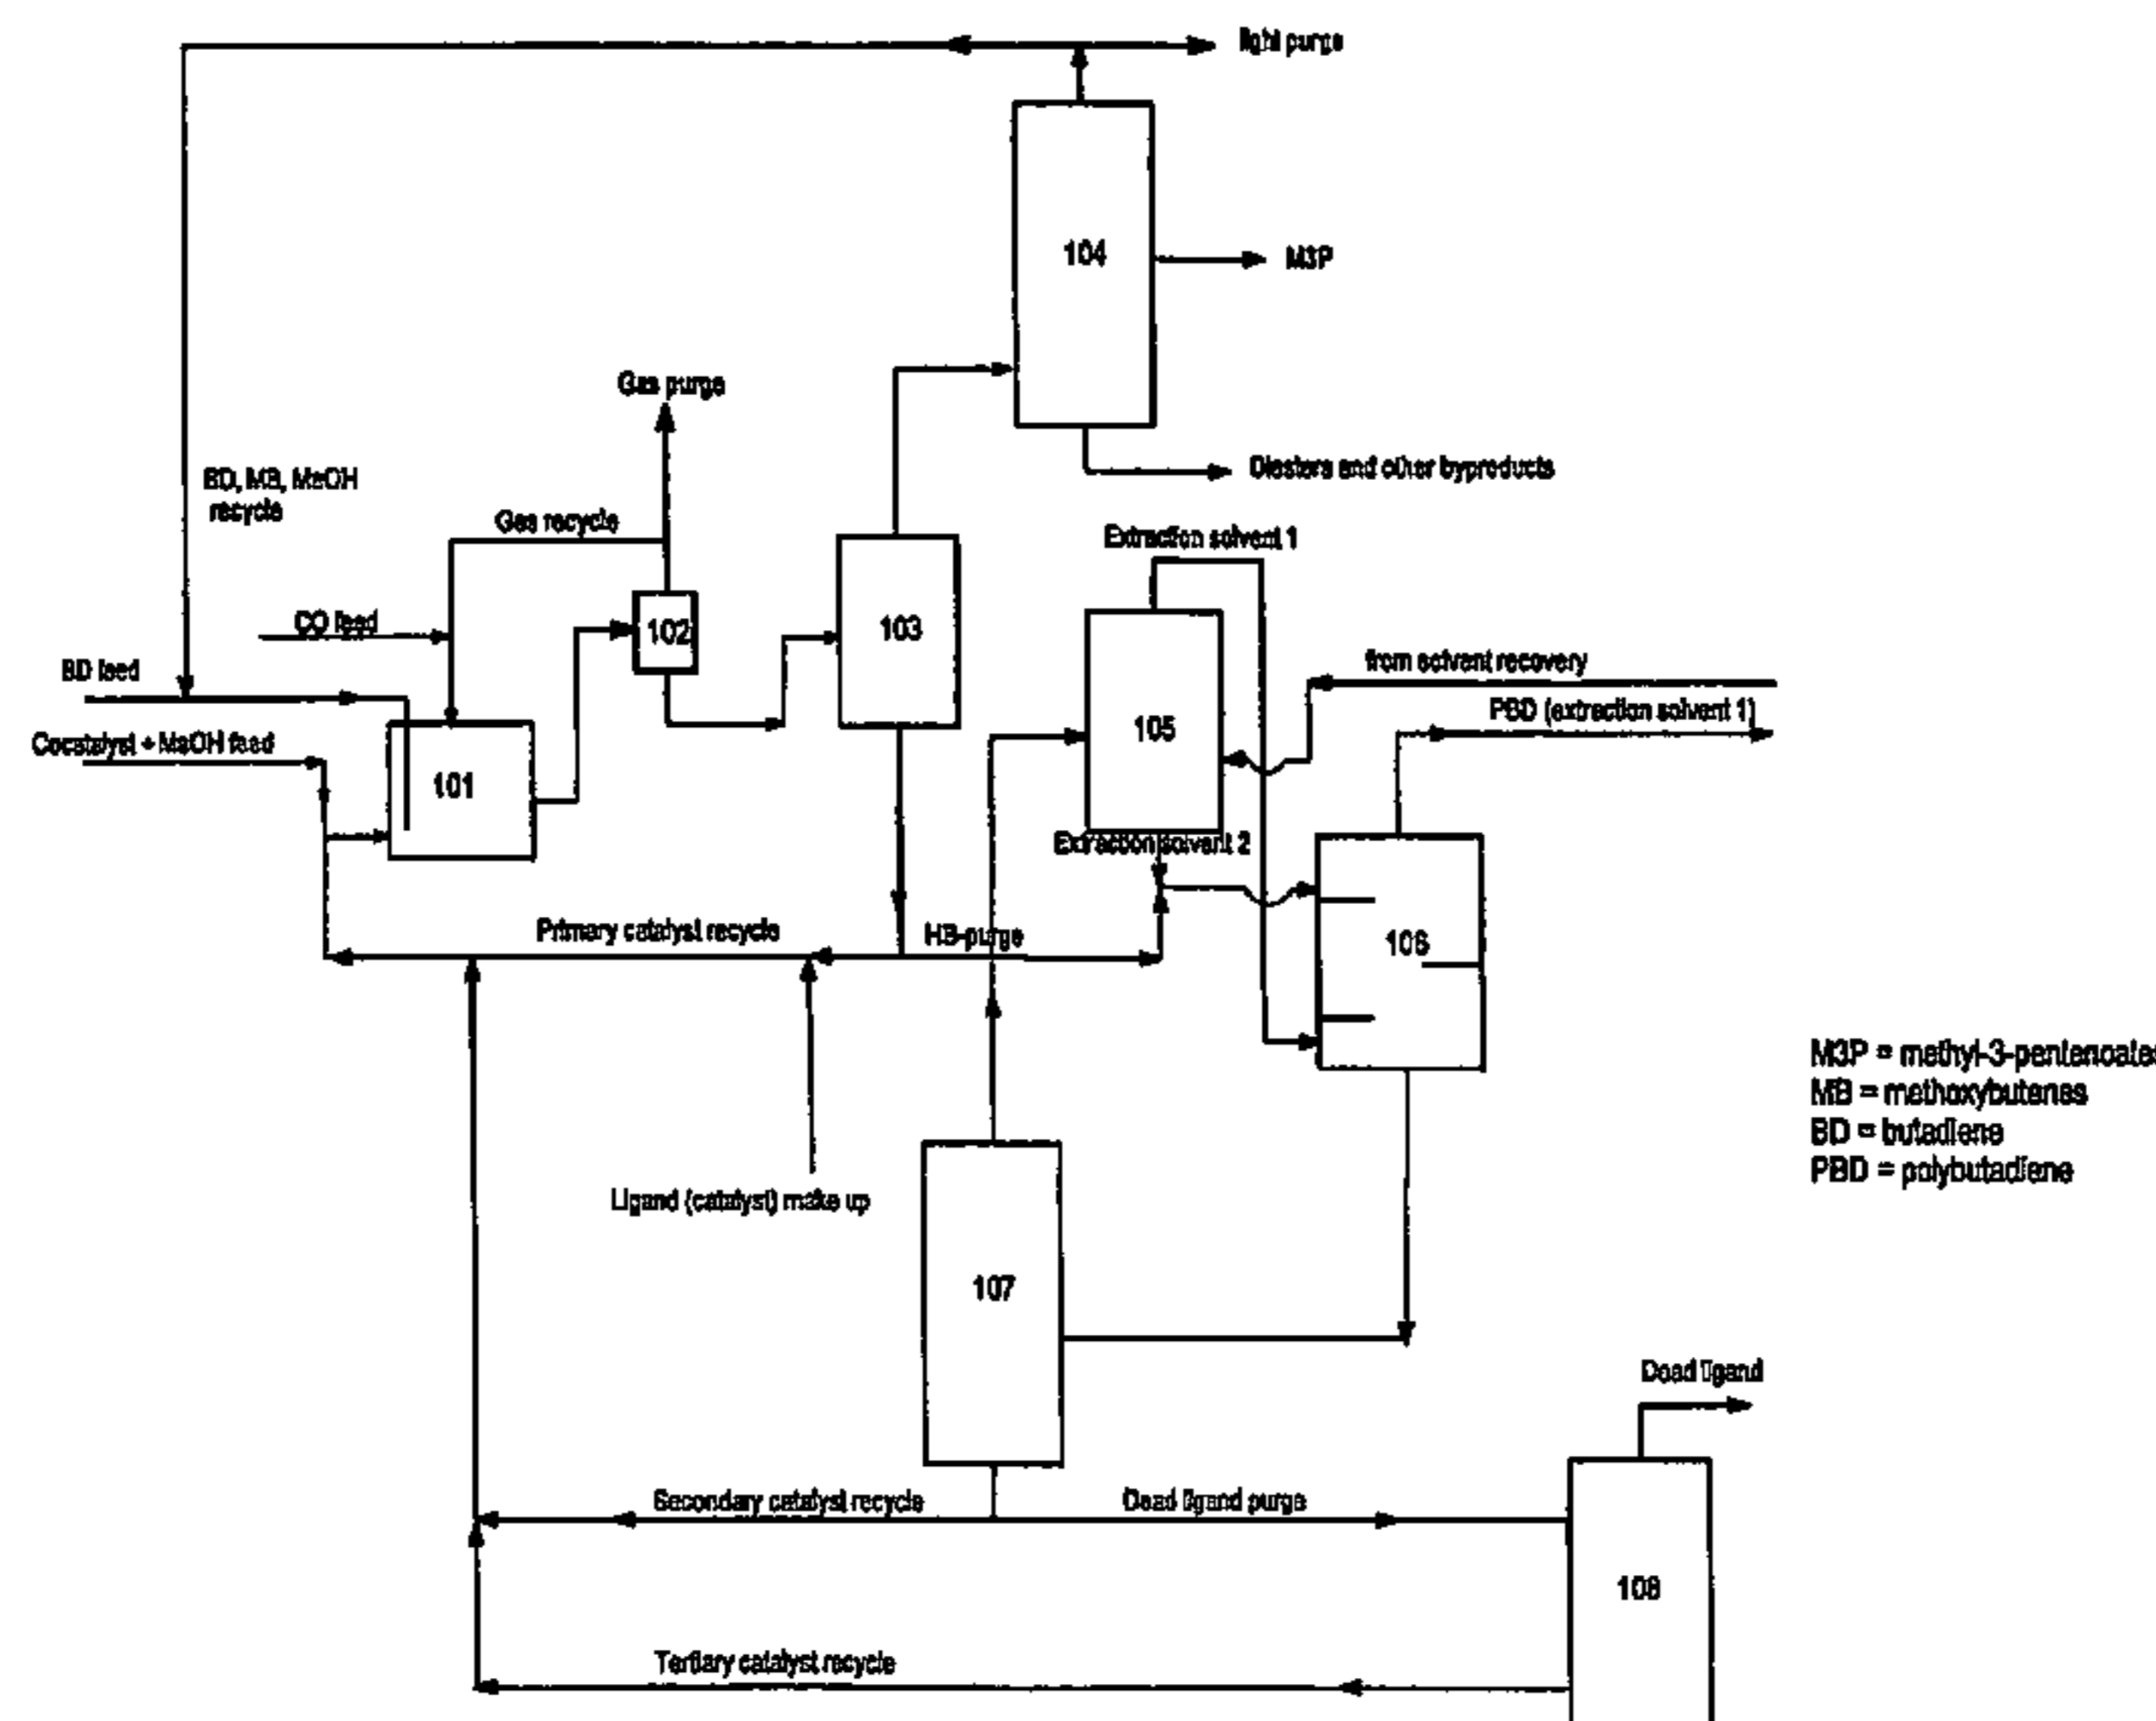 light purge
104
M3P
Gas purge
BD, MB, MeOH
recycle
Diesters and other byproducts
Gas recycle
Extraction solvent 1
CO feed
102
103
BD feed
from solvent recovery
PBD (extraction solvent 1)
105
Cocatalyst + MeOH feed
101
Extraction solvent 2
Primary catalyst recycle
HB-purge
106
M3P = methyl-3-pentenoates
MB = methoxybutenes
BD = butadiene
PBD = polybutadiene
Ligand (catalyst) make up
107
Dead ligand
Secondary catalyst recycle
Dead ligand purge
108
Tertiary catalyst recycle